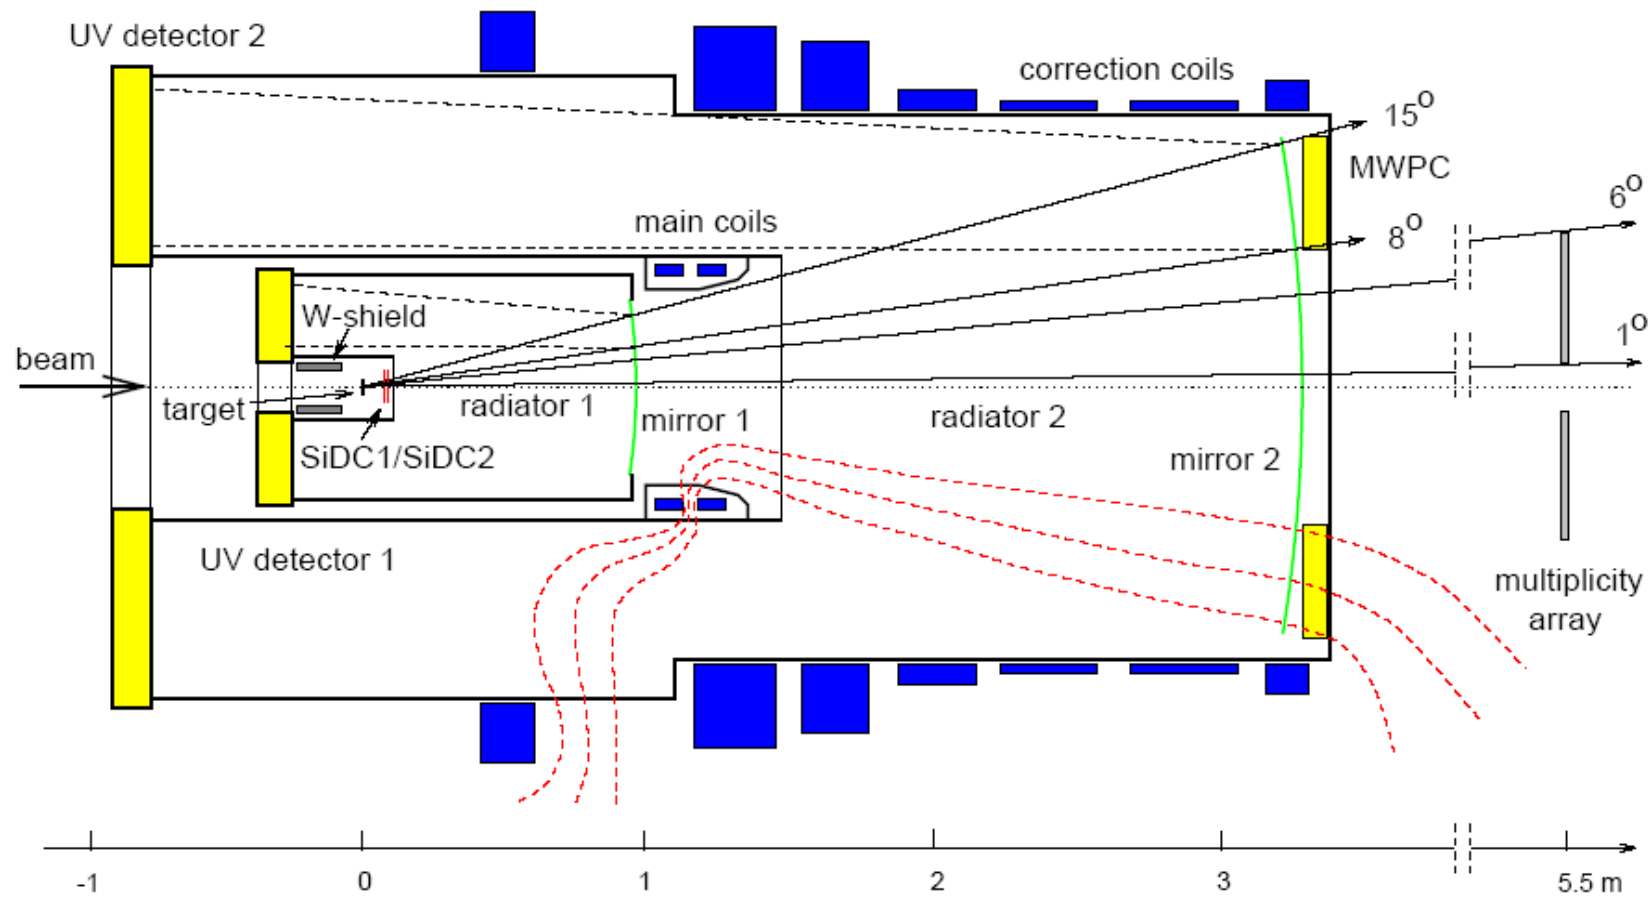 UV detector 2
correction coils
15°
MWPC
6°
main coils
8°
W-shield
1°
beam
target
radiator 1
mirror 1
radiator 2
SiDC1/SiDC2
mirror 2
UV detector 1
multiplicity
array
-1
0
1
2
3
5.5 m